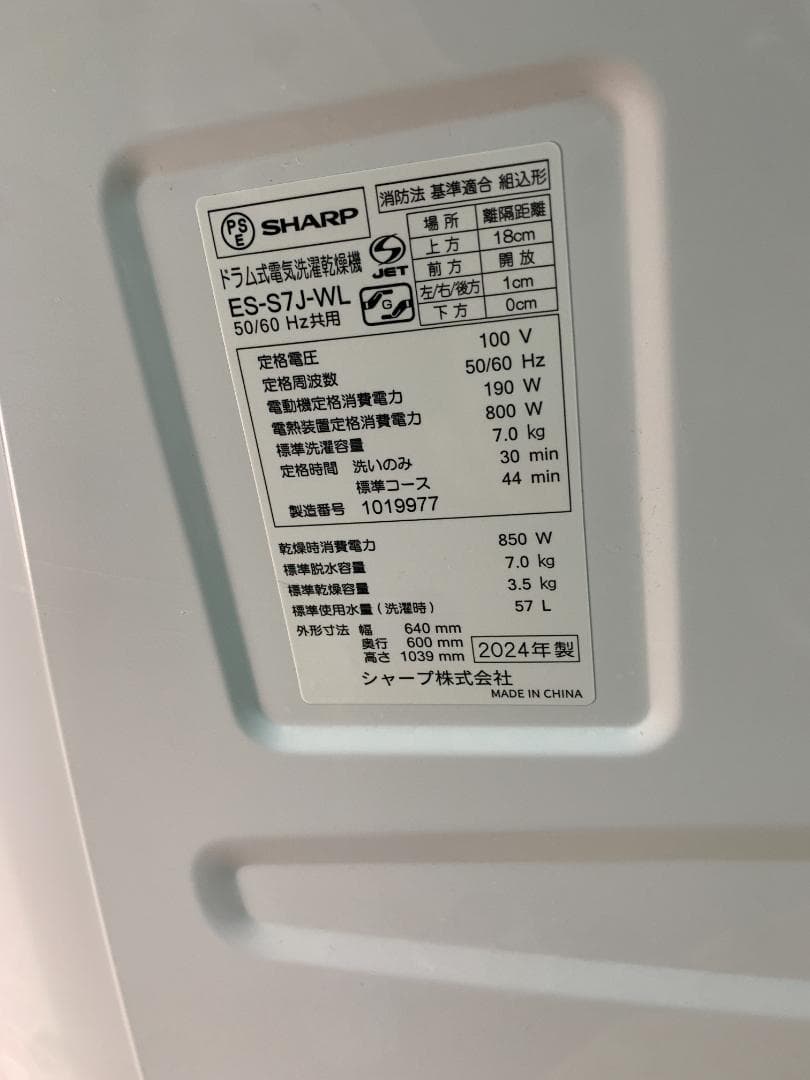 PSE SHARP
消防法 基準適合 組込形
場所 離隔距離
上方 18cm
前方 開放
左/右/後方 1cm
下方 0cm
ドラム式電気洗濯乾燥機
ES-S7J-WL
50/60 Hz共用
S JET
G
定格電圧 100 V
定格周波数 50/60 Hz
電動機定格消費電力 190 W
電熱装置定格消費電力 800 W
標準洗濯容量 7.0 kg
定格時間 洗いのみ 30 min
標準コース 44 min
製造番号 1019977
乾燥時消費電力 850 W
標準脱水容量 7.0 kg
標準乾燥容量 3.5 kg
標準使用水量(洗濯時) 57 L
外形寸法 幅 640 mm
奥行 600 mm
高さ 1039 mm
2024年製
シャープ株式会社
MADE IN CHINA